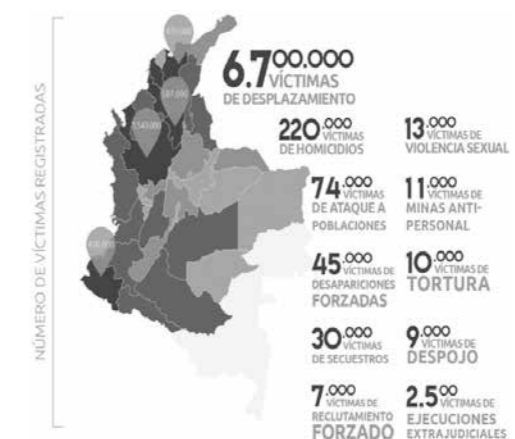 NÚMERO DE VÍCTIMAS REGISTRADAS
6.700.000
VÍCTIMAS
DE DESPLAZAMIENTO
220.000 VÍCTIMAS
DE HOMICIDIOS
13.000
VÍCTIMAS DE
VIOLENCIA SEXUAL
74.000 VÍCTIMAS
DE ATAQUE A
POBLACIONES
11.000
VÍCTIMAS DE
MINAS ANTI-
PERSONAL
45.000
VÍCTIMAS DE
DESAPARICIONES
FORZADAS
10.000
VÍCTIMAS DE
TORTURA
30.000
VÍCTIMAS
DE SECUESTROS
9.000
VÍCTIMAS DE
DESPOJO
7.000
VÍCTIMAS DE
RECLUTAMIENTO
FORZADO
2.500
VÍCTIMAS DE
EJECUCIONES
EXTRAJUDICIALES